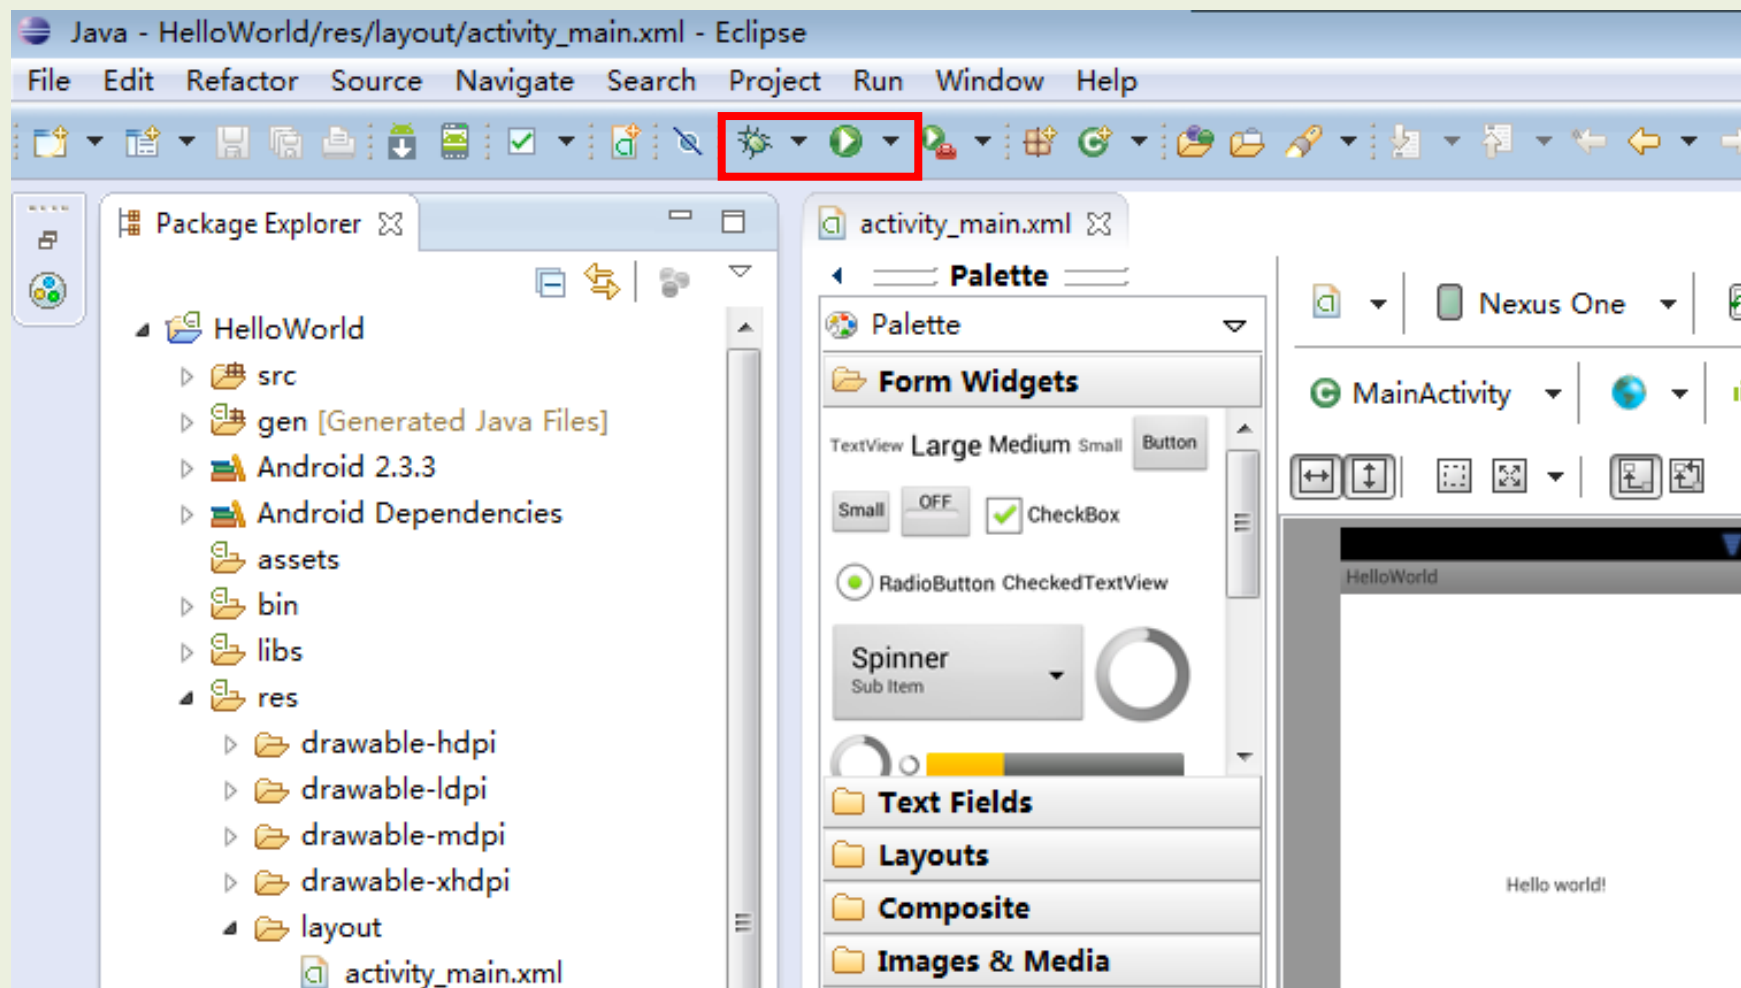 Java - HelloWorld/res/layout/activity_main.xml - Eclipse
File Edit Refactor Source Navigate Search Project Run Window Help
Package Explorer
HelloWorld
src
gen [Generated Java Files]
Android 2.3.3
Android Dependencies
assets
bin
libs
res
drawable-hdpi
drawable-ldpi
drawable-mdpi
drawable-xhdpi
layout
activity_main.xml
activity_main.xml
Palette
Palette
Form Widgets
TextView Large Medium Small Button
Small OFF CheckBox
RadioButton CheckedTextView
Spinner
Sub Item
Text Fields
Layouts
Composite
Images & Media
Nexus One
MainActivity
HelloWorld
Hello world!